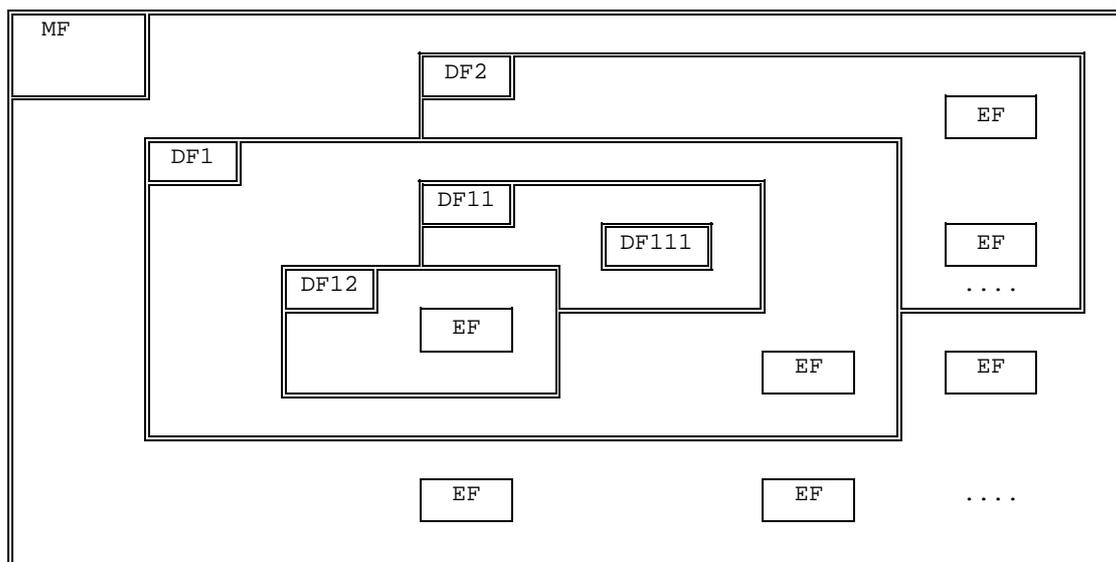 MF
DF2
EF
DF1
DF11
DF111
EF
DF12
....
EF
EF
EF
EF
EF
....